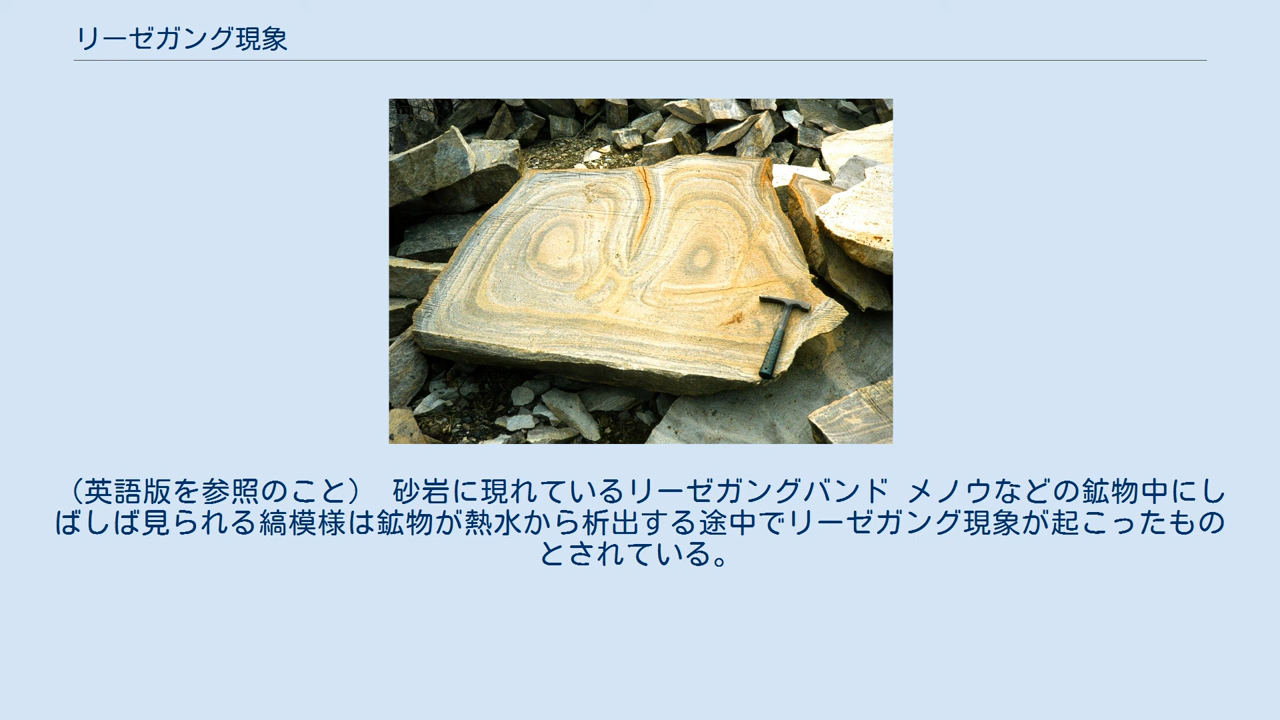 リーゼガング現象
（英語版を参照のこと） 砂岩に現れているリーゼガングバンド メノウなどの鉱物中にし
ばしば見られる縞模様は鉱物が熱水から析出する途中でリーゼガング現象が起こったもの
とされている。